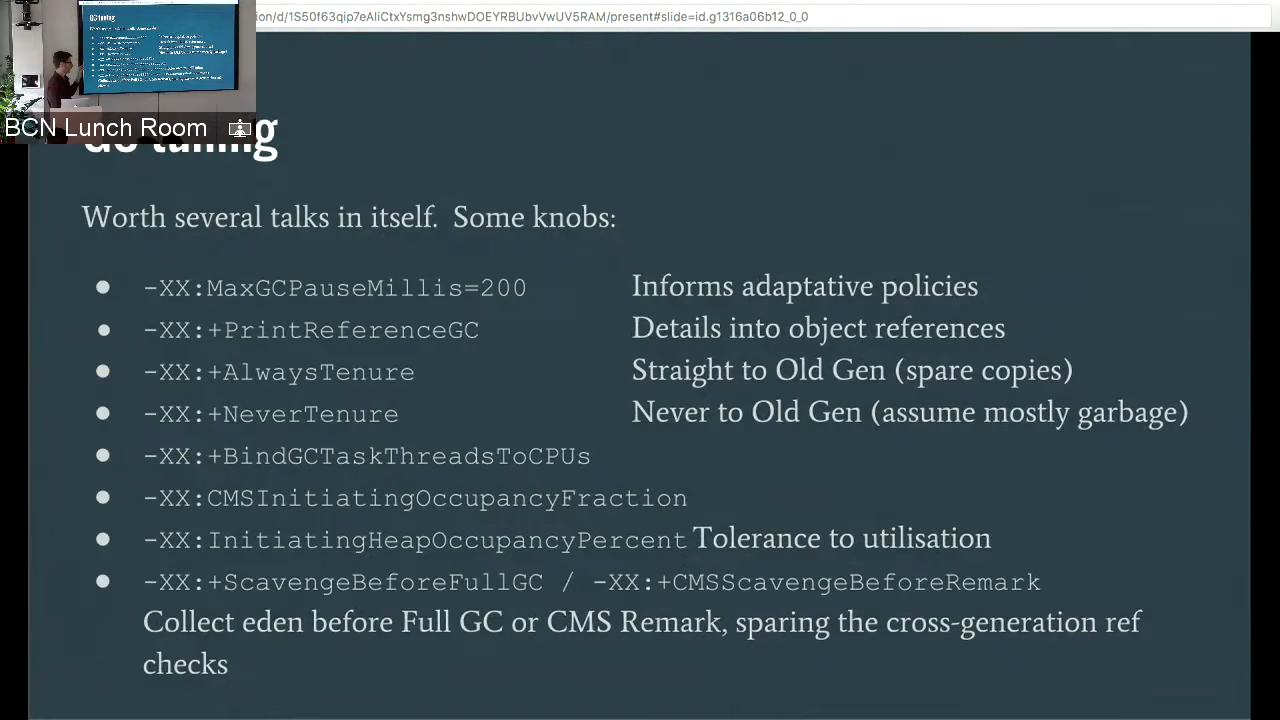 ion/d/1S50f63qip7eAliCtxYsmg3nshwDOEYRBUbvVwUV5RAM/present#slide=id.g1316a06b12_0_0
BCN Lunch Room
GC tuning
Worth several talks in itself. Some knobs:
● -XX:MaxGCPauseMillis=200 Informs adaptative policies
● -XX:+PrintReferenceGC Details into object references
● -XX:+AlwaysTenure Straight to Old Gen (spare copies)
● -XX:+NeverTenure Never to Old Gen (assume mostly garbage)
● -XX:+BindGCTaskThreadsToCPUs
● -XX:CMSInitiatingOccupancyFraction
● -XX:InitiatingHeapOccupancyPercent Tolerance to utilisation
● -XX:+ScavengeBeforeFullGC / -XX:+CMSScavengeBeforeRemark
Collect eden before Full GC or CMS Remark, sparing the cross-generation ref
checks